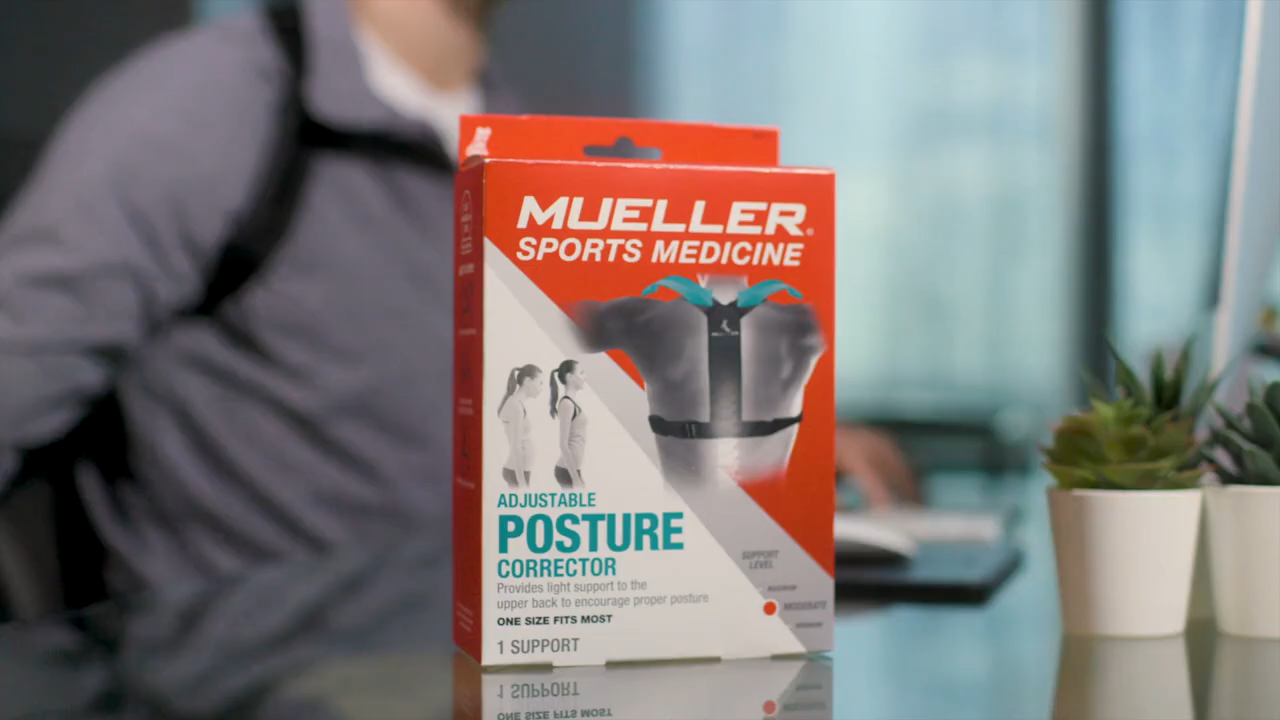 MUELLER®
SPORTS MEDICINE
ADJUSTABLE
POSTURE
CORRECTOR
Provides light support to the
upper back to encourage proper posture
ONE SIZE FITS MOST
1 SUPPORT
SUPPORT
LEVEL
MODERATE